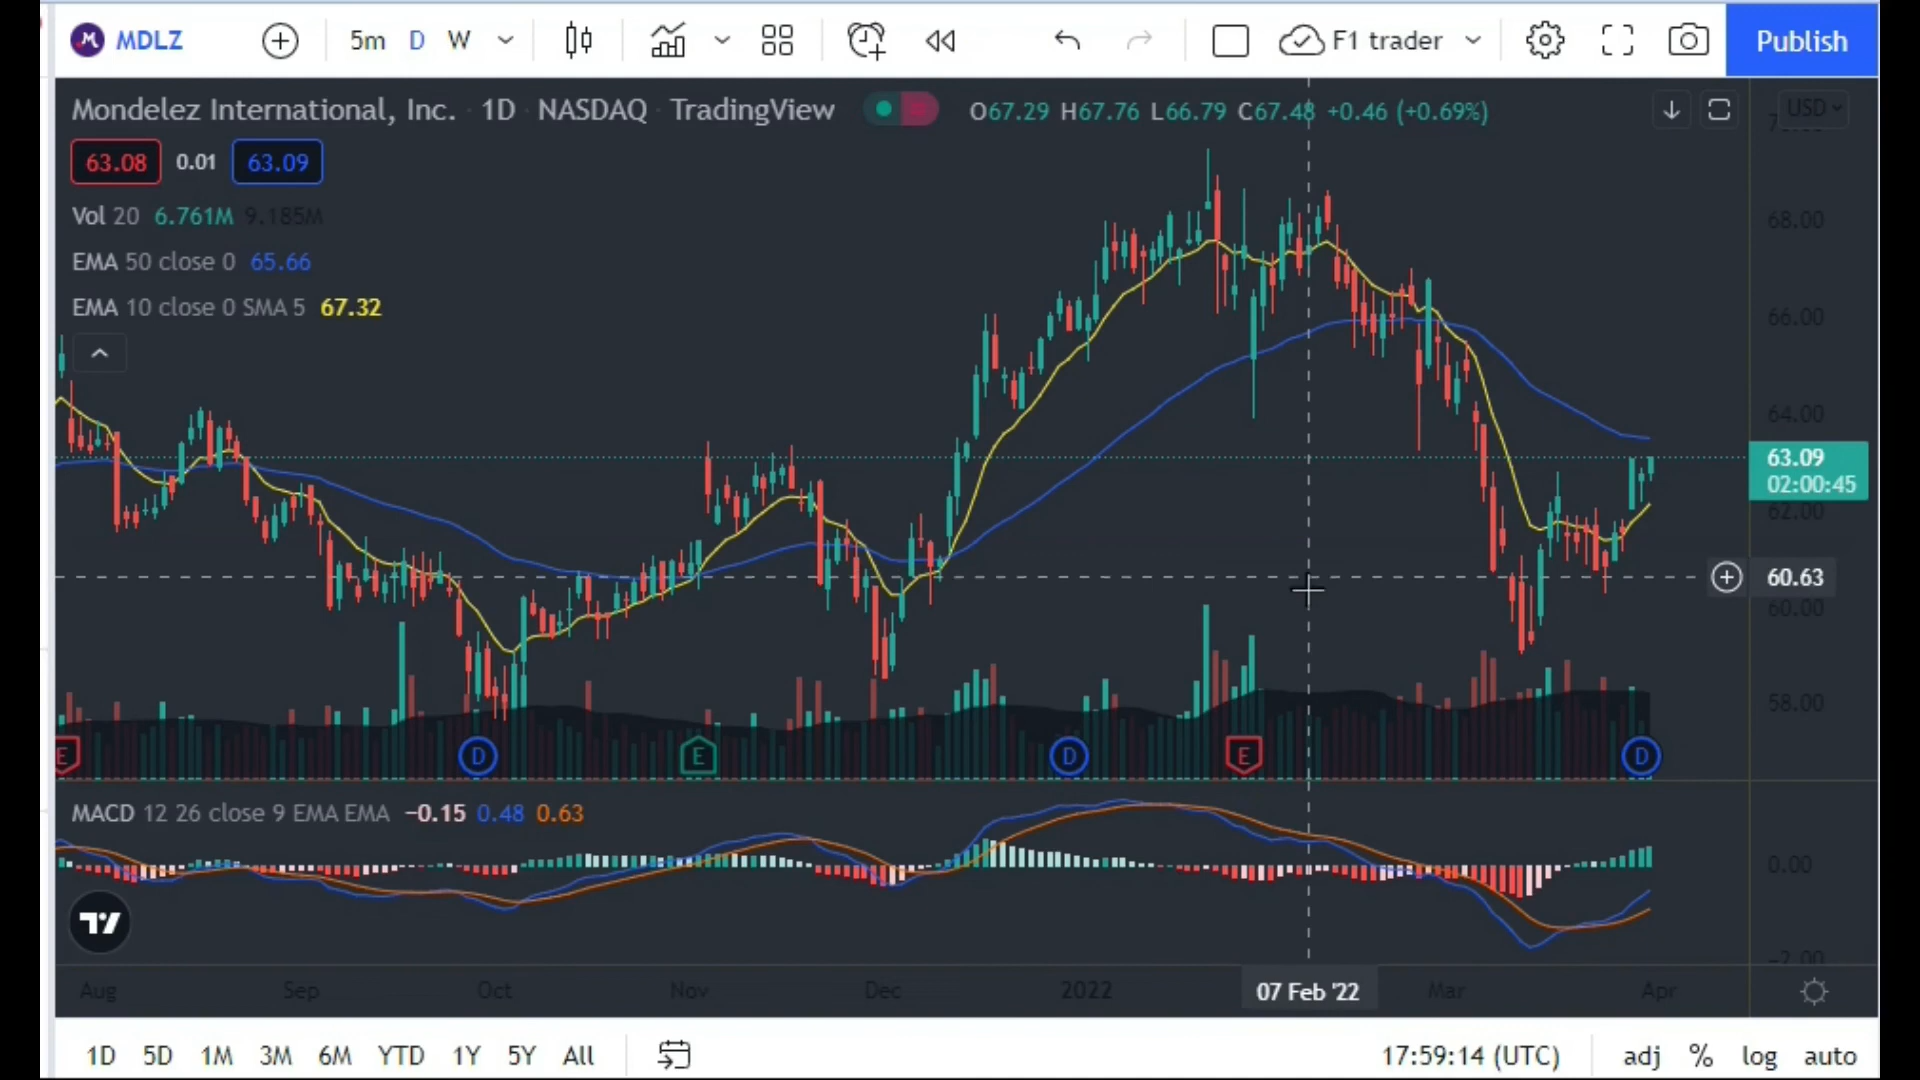 MDLZ 5m D W F1 trader Publish
Mondelez International, Inc. · 1D · NASDAQ · TradingView O67.29 H67.76 L66.79 C67.48 +0.46 (+0.69%) USD
63.08 0.01 63.09
Vol 20 6.761M 9.185M
68.00
EMA 50 close 0 65.66
EMA 10 close 0 SMA 5 67.32
66.00
64.00
63.09
02:00:45
62.00
60.63
60.00
58.00
E D E D E D
MACD 12 26 close 9 EMA EMA −0.15 0.48 0.63
0.00
−2.00
Aug Sep Oct Nov Dec 2022 07 Feb '22 Mar Apr
1D 5D 1M 3M 6M YTD 1Y 5Y All 17:59:14 (UTC) adj % log auto